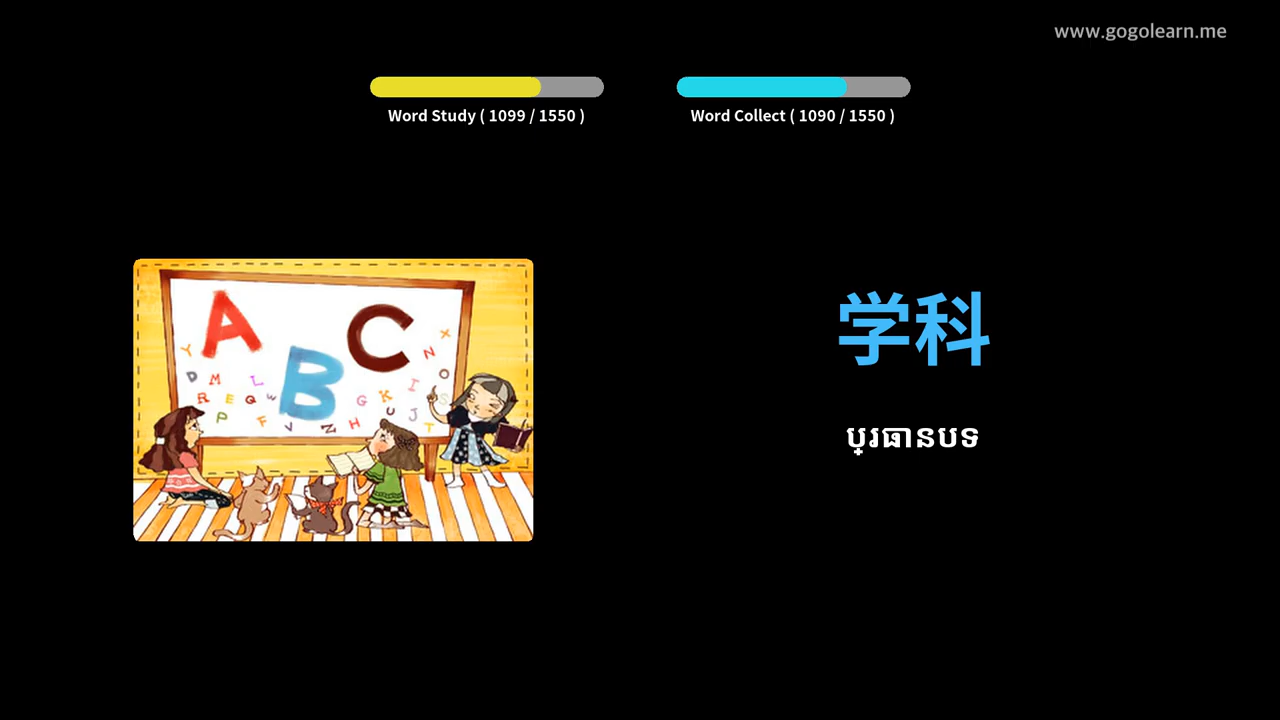 www.gogolearn.me
Word Study ( 1099 / 1550 )
Word Collect ( 1090 / 1550 )
A
B
C
Y
X
N
D M L I O
R E Q W G K S
P F V Z H U J T
学科
ប្រធានបទ